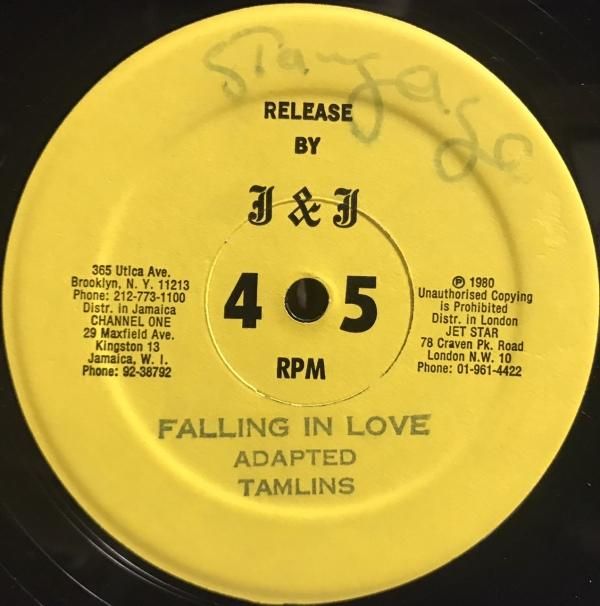 RELEASE
BY
J & J
365 Utica Ave.
Brooklyn, N. Y. 11213
Phone: 212-773-1100
Distr. in Jamaica
CHANNEL ONE
29 Maxfield Ave.
Kingston 13
Jamaica, W. I.
Phone: 92-38792
45
RPM
℗ 1980
Unauthorised Copying
is Prohibited
Distr. in London
JET STAR
78 Craven Pk. Road
London N.W. 10
Phone: 01-961-4422
FALLING IN LOVE
ADAPTED
TAMLINS